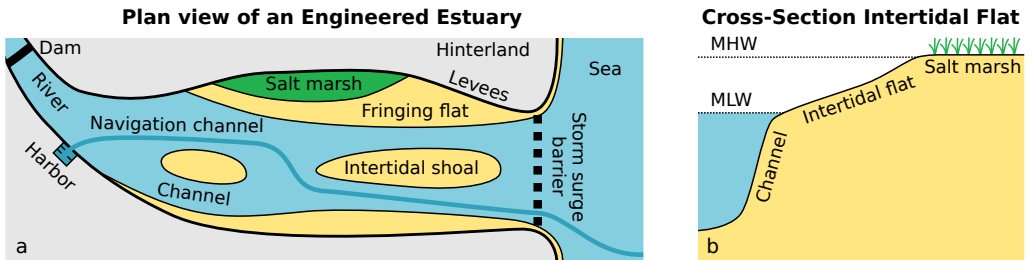 Plan view of an Engineered Estuary
Dam
River
Harbor
Navigation channel
Channel
Salt marsh
Fringing flat
Intertidal shoal
Levees
Hinterland
Sea
Storm surge
barrier
a
Cross-Section Intertidal Flat
MHW
MLW
Salt marsh
Intertidal flat
Channel
b